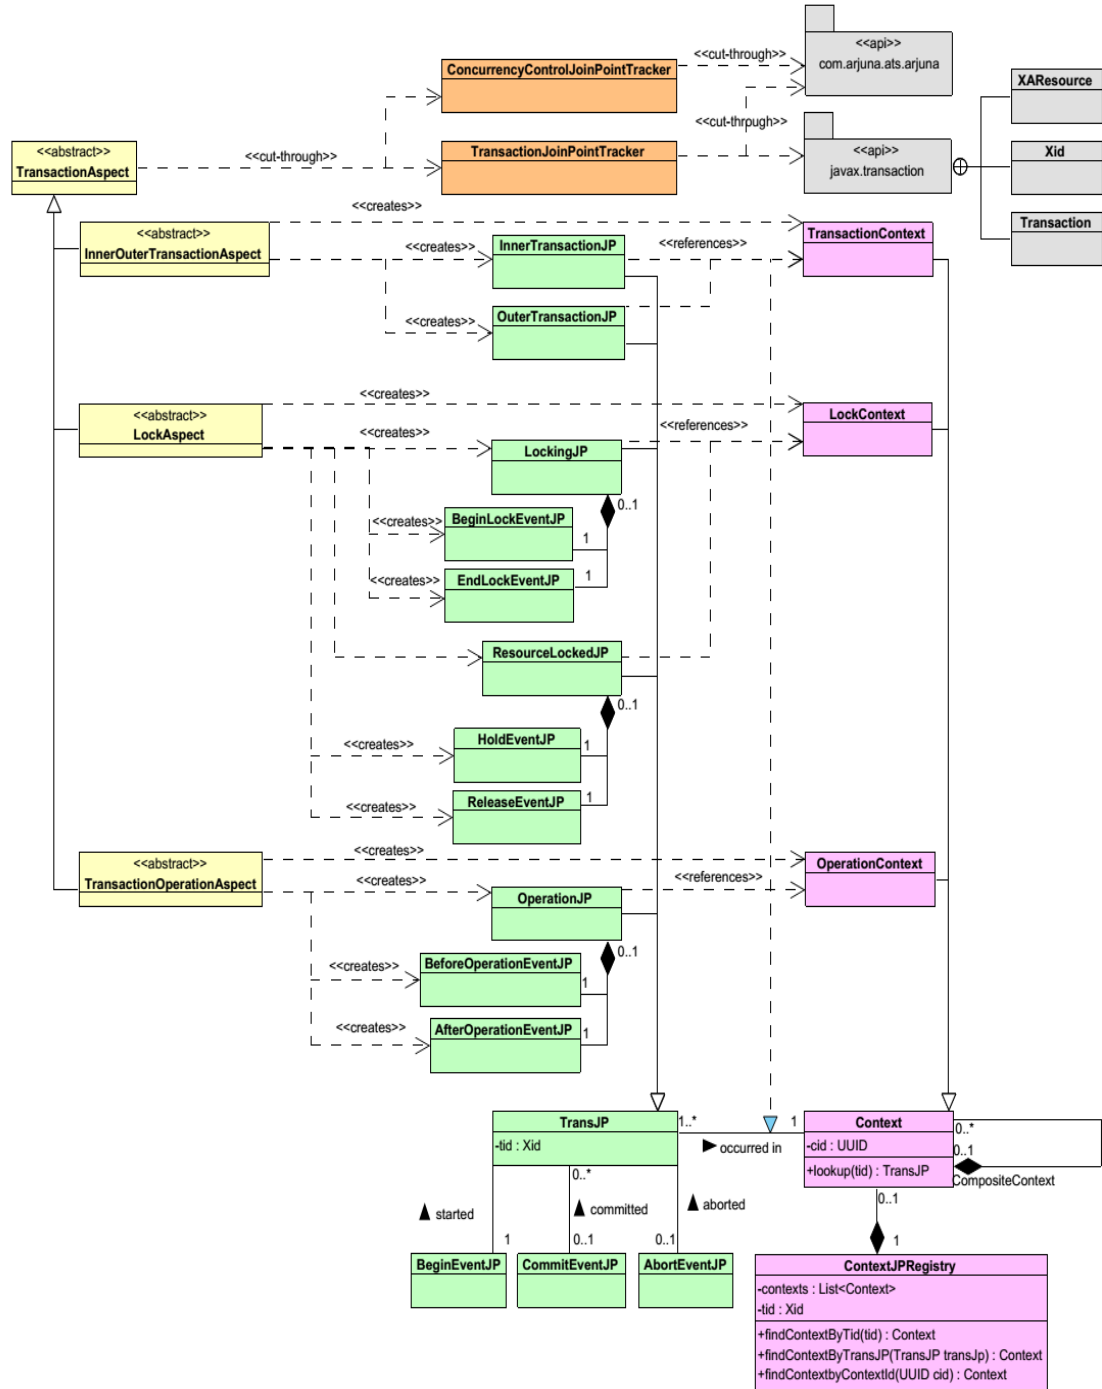 <<api>>
com.arjuna.ats.arjuna
<<cut-through>>
ConcurrencyControlJoinPointTracker
XAResource
<<cut-through>>
<<abstract>>
TransactionAspect
<<cut-through>>
TransactionJoinPointTracker
<<api>>
javax.transaction
Xid
Transaction
<<creates>>
<<abstract>>
InnerOuterTransactionAspect
<<creates>>
InnerTransactionJP
<<references>>
TransactionContext
<<creates>>
OuterTransactionJP
<<creates>>
<<abstract>>
LockAspect
<<creates>>
<<references>>
LockContext
LockingJP
0..1
<<creates>>
BeginLockEventJP
1
<<creates>>
EndLockEventJP
1
ResourceLockedJP
0..1
<<creates>>
HoldEventJP
1
<<creates>>
ReleaseEventJP
1
<<creates>>
<<abstract>>
TransactionOperationAspect
<<creates>>
<<references>>
OperationContext
OperationJP
0..1
<<creates>>
BeforeOperationEventJP
1
<<creates>>
AfterOperationEventJP
1
TransJP
-tid : Xid
1..*
occurred in
1
Context
-cid : UUID
+lookup(tid) : TransJP
0..*
0..1
CompositeContext
0..*
started
committed
aborted
0..1
1
0..1
0..1
1
BeginEventJP
CommitEventJP
AbortEventJP
ContextJPRegistry
-contexts : List<Context>
-tid : Xid
+findContextByTid(tid) : Context
+findContextByTransJP(TransJP transJp) : Context
+findContextbyContextId(UUID cid) : Context